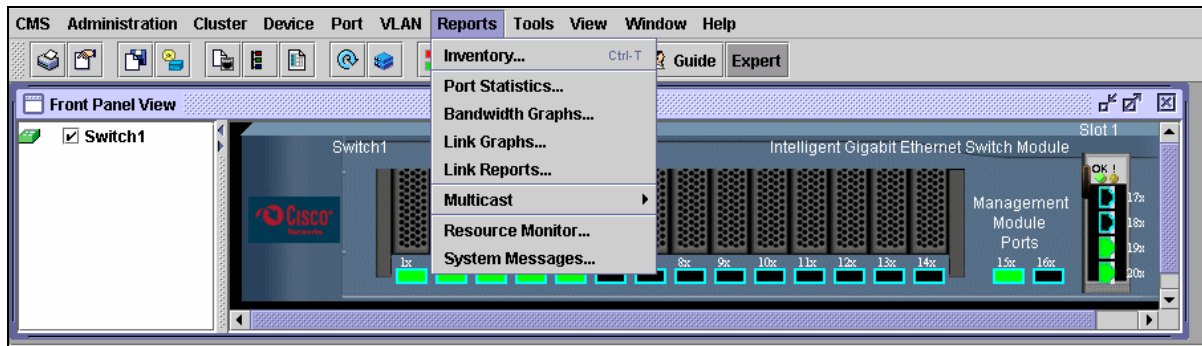 CMS Administration Cluster Device Port VLAN Reports Tools View Window Help
Inventory... Ctrl-T
Guide Expert
Port Statistics...
Bandwidth Graphs...
Link Graphs...
Link Reports...
Multicast
Resource Monitor...
System Messages...
Front Panel View
Switch1
Switch1
Intelligent Gigabit Ethernet Switch Module
Slot 1
OK !
Cisco
Networks
Management
Module
Ports
1x 8x 9x 10x 11x 12x 13x 14x 15x 16x
17x
18x
19x
20x